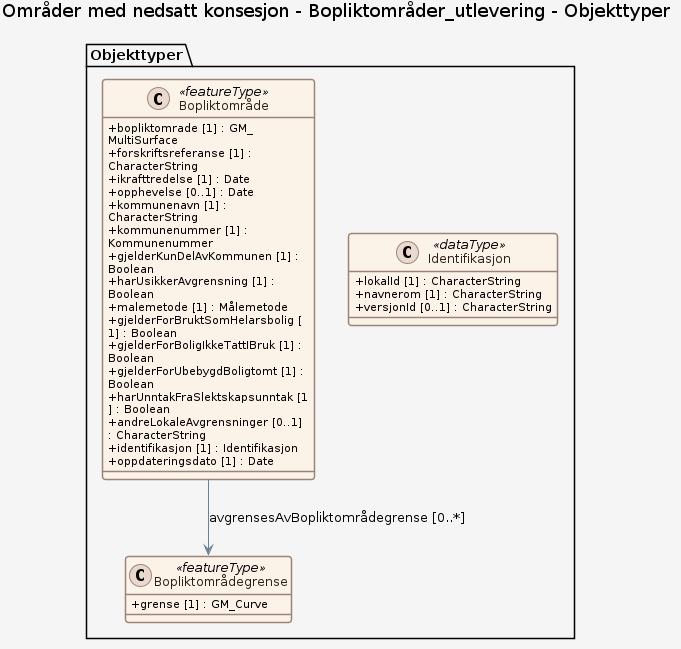 Områder med nedsatt konsesjon - Bopliktområder_utlevering - Objekttyper
Objekttyper
C
«featureType»
Bopliktområde
+bopliktomrade [1] : GM_
MultiSurface
+forskriftsreferanse [1] :
CharacterString
+ikrafttredelse [1] : Date
+opphevelse [0..1] : Date
+kommunenavn [1] :
CharacterString
+kommunenummer [1] :
Kommunenummer
+gjelderKunDelAvKommunen [1] :
Boolean
+harUsikkerAvgrensning [1] :
Boolean
+malemetode [1] : Målemetode
+gjelderForBruktSomHelarsbolig [
1] : Boolean
+gjelderForBoligIkkeTattIBruk [1] :
Boolean
+gjelderForUbebygdBoligtomt [1] :
Boolean
+harUnntakFraSlektskapsunntak [1
] : Boolean
+andreLokaleAvgrensninger [0..1]
: CharacterString
+identifikasjon [1] : Identifikasjon
+oppdateringsdato [1] : Date
C
«dataType»
Identifikasjon
+lokalId [1] : CharacterString
+navnerom [1] : CharacterString
+versjonId [0..1] : CharacterString
avgrensesAvBopliktområdegrense [0..*]
C
«featureType»
Bopliktområdegrense
+grense [1] : GM_Curve